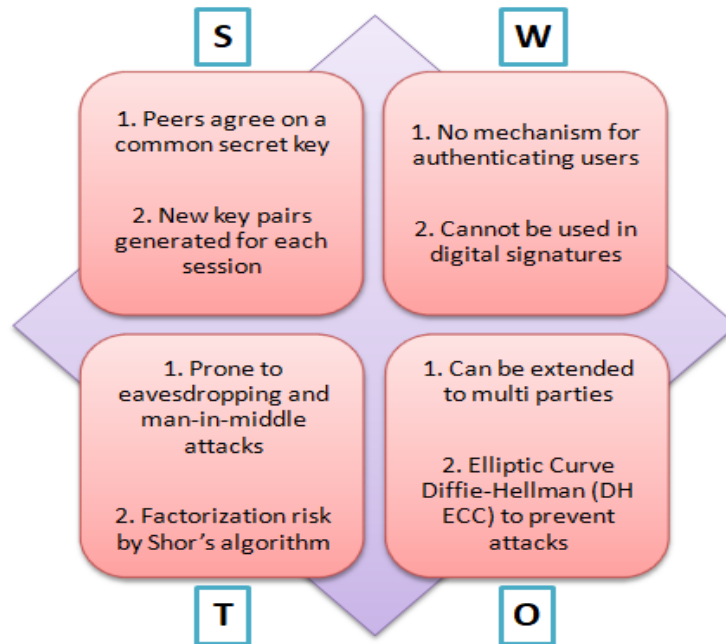 S
W
1. Peers agree on a
common secret key
2. New key pairs
generated for each
session
1. No mechanism for
authenticating users
2. Cannot be used in
digital signatures
1. Prone to
eavesdropping and
man-in-middle
attacks
2. Factorization risk
by Shor's algorithm
1. Can be extended
to multi parties
2. Elliptic Curve
Diffie-Hellman (DH
ECC) to prevent
attacks
T
O